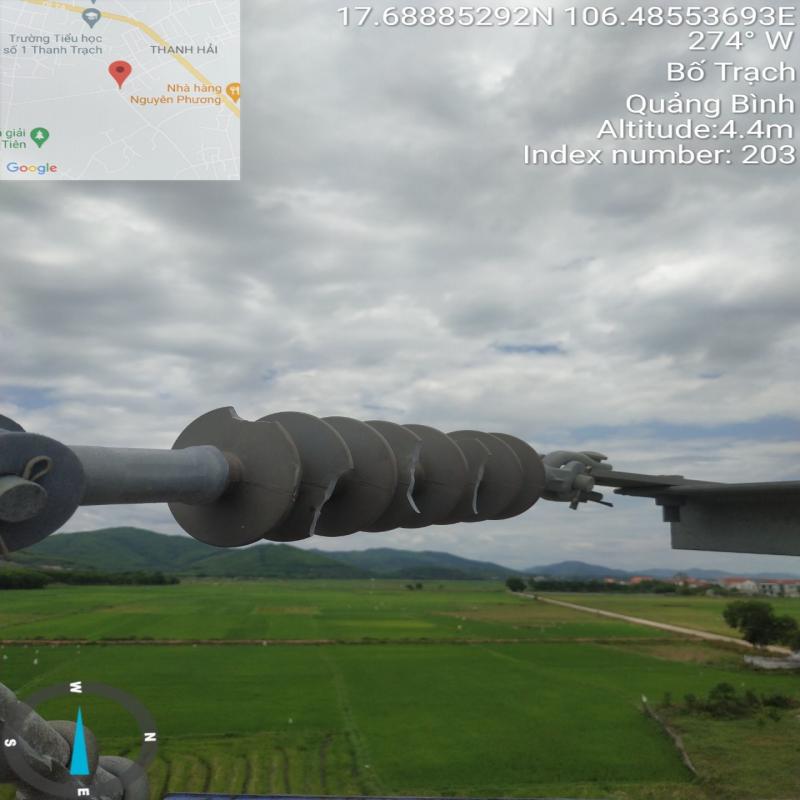 17.68885292N 106.48553693E
274° W
Bố Trạch
Quảng Bình
Altitude:4.4m
Index number: 203
Trường Tiểu học
số 1 Thanh Trạch
THANH HẢI
Nhà hàng
Nguyên Phương
giải
Tiên
Google
W
N
S
E